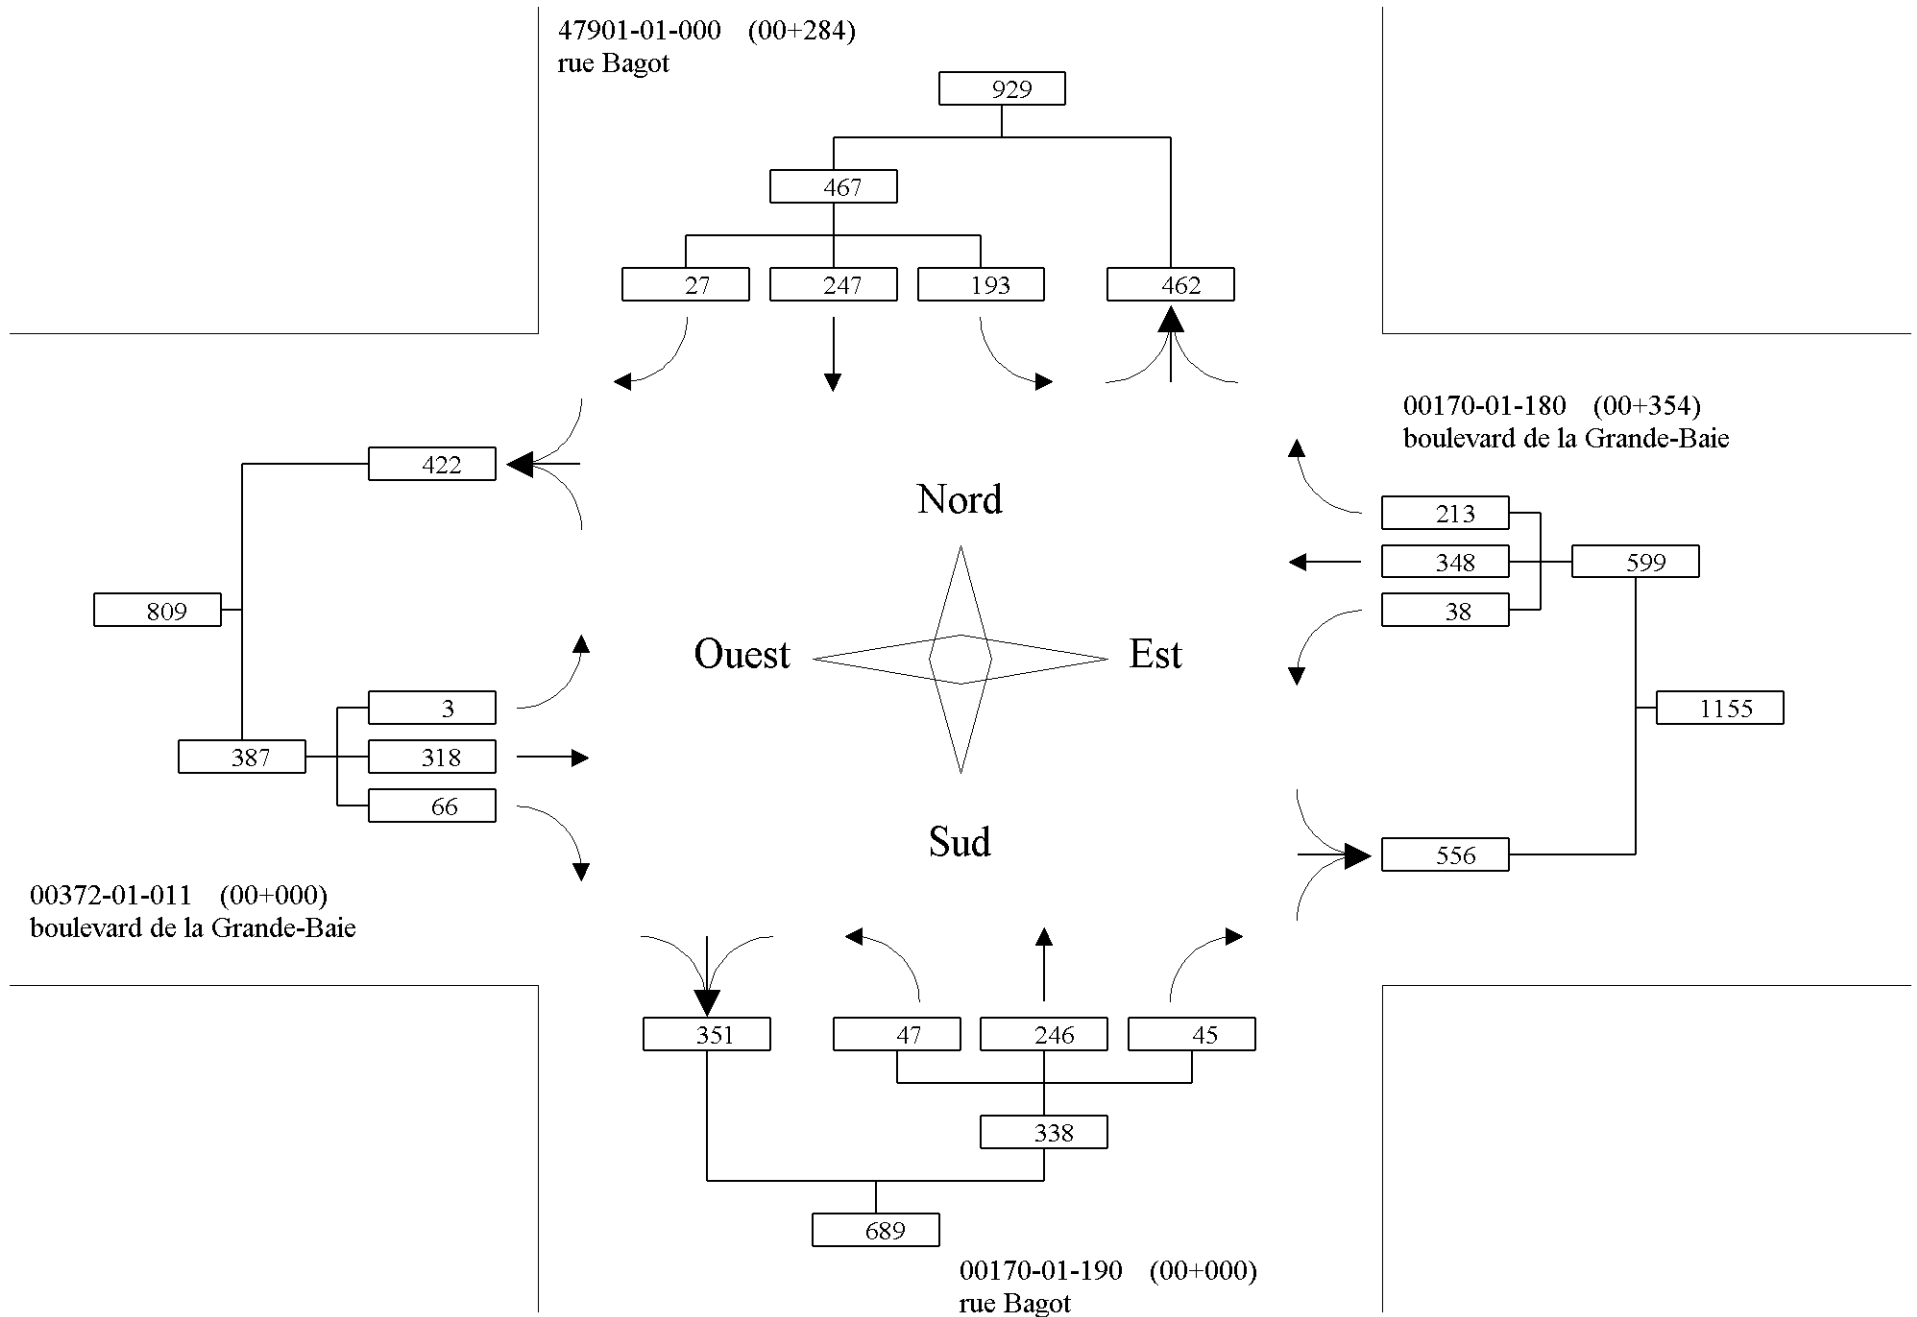 47901-01-000 (00+284)
rue Bagot
929
467
27 247 193 462
00170-01-180 (00+354)
boulevard de la Grande-Baie
422
Nord
213
348 599
38
809
Ouest Est
3 1155
387 318
66
Sud
556
00372-01-011 (00+000)
boulevard de la Grande-Baie
351 47 246 45
338
689
00170-01-190 (00+000)
rue Bagot